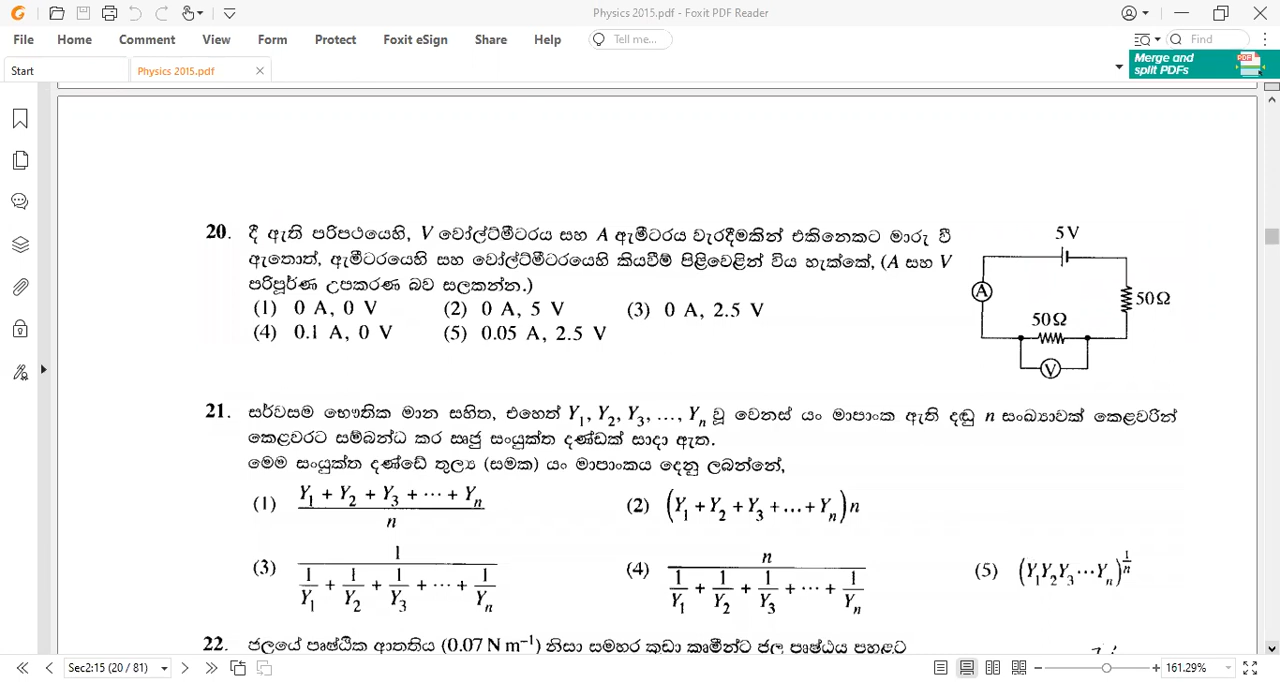 Physics 2015.pdf - Foxit PDF Reader
File Home Comment View Form Protect Foxit eSign Share Help Tell me... Find
Start Physics 2015.pdf Merge and split PDFs
20. දී ඇති පරිපථයෙහි, V වෝල්ට්මීටරය සහ A ඇමීටරය වැරදීමකින් එකිනෙකට මාරු වී
ඇතොත්, ඇමීටරයෙහි සහ වෝල්ට්මීටරයෙහි කියවීම් පිළිවෙළින් විය හැක්කේ, (A සහ V
පරිපූර්ණ උපකරණ බව සලකන්න.)
(1) 0 A, 0 V (2) 0 A, 5 V (3) 0 A, 2.5 V
(4) 0.1 A, 0 V (5) 0.05 A, 2.5 V
5 V
A
50 Ω
50 Ω
V
21. සර්වසම භෞතික මාන සහිත, එහෙත් Y₁, Y₂, Y₃, ..., Yₙ වූ වෙනස් යං මාපාංක ඇති දඬු n සංඛ්‍යාවක් කෙළවරින්
කෙළවරට සම්බන්ධ කර ඍජු සංයුක්ත දණ්ඩක් සාදා ඇත.
මෙම සංයුක්ත දණ්ඩේ තුල්‍ය (සමක) යං මාපාංකය දෙනු ලබන්නේ,
(1) (Y₁ + Y₂ + Y₃ + ⋯ + Yₙ) / n (2) (Y₁ + Y₂ + Y₃ + ... + Yₙ) n
(3) 1 / (1/Y₁ + 1/Y₂ + 1/Y₃ + ⋯ + 1/Yₙ) (4) n / (1/Y₁ + 1/Y₂ + 1/Y₃ + ⋯ + 1/Yₙ) (5) (Y₁Y₂Y₃⋯Yₙ)^(1/n)
22. ජලයේ පෘෂ්ඨික ආතතිය (0.07 N m⁻¹) නිසා සමහර කුඩා කෘමීන්ට ජල පෘෂ්ඨය පහළට
Sec2:15 (20 / 81) 161.29%